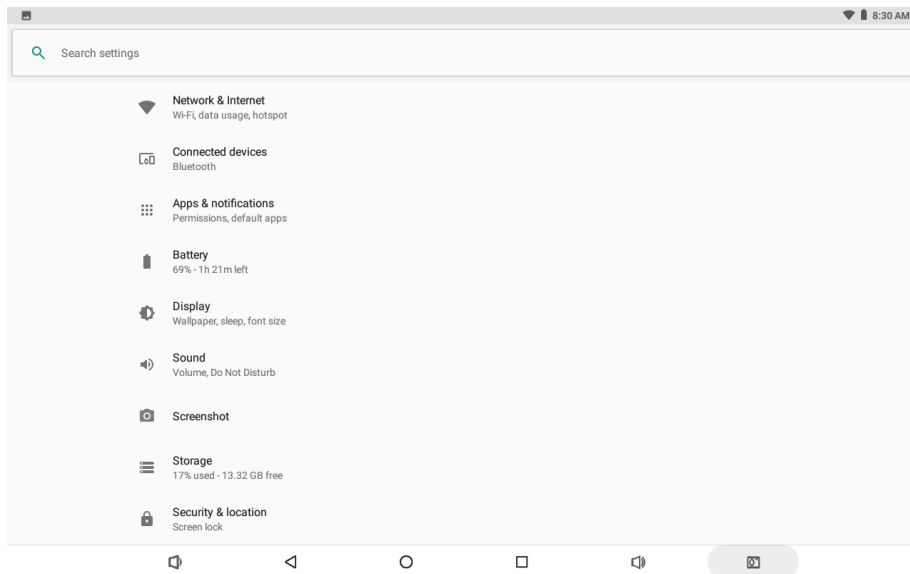 8:30 AM
Search settings
Network & Internet
Wi-Fi, data usage, hotspot
Connected devices
Bluetooth
Apps & notifications
Permissions, default apps
Battery
69% - 1h 21m left
Display
Wallpaper, sleep, font size
Sound
Volume, Do Not Disturb
Screenshot
Storage
17% used - 13.32 GB free
Security & location
Screen lock